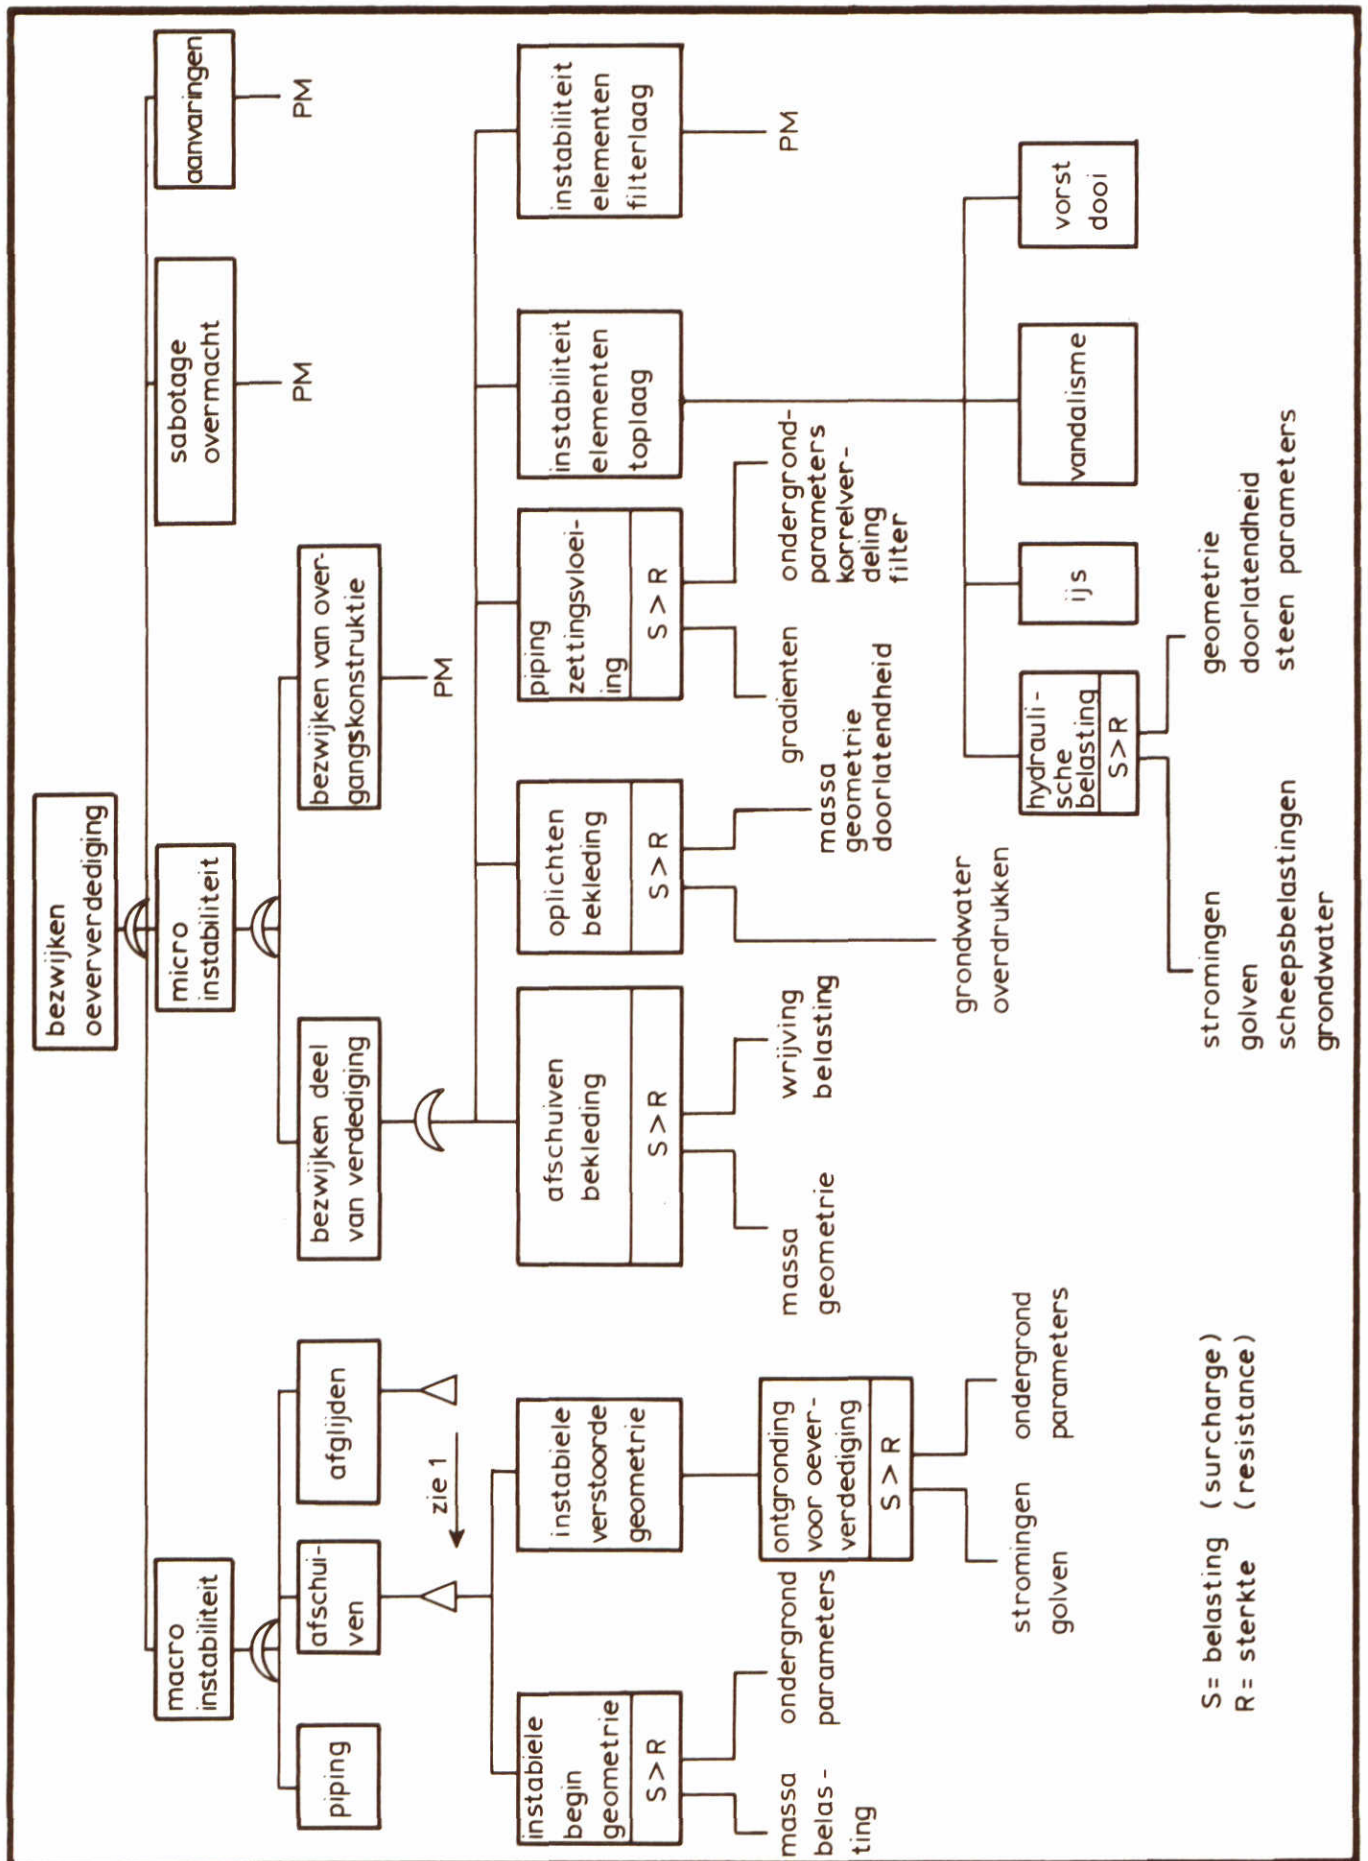 bezwijken
oeververdediging
macro
instabiliteit
micro
instabiliteit
sabotage
overmacht
PM
aanvaringen
PM
piping
afschui-
ven
afglijden
zie 1
bezwijken deel
van verdediging
bezwijken van over-
gangskonstruktie
PM
instabiele
begin
geometrie
S > R
massa
belas-
ting
ondergrond
parameters
instabiele
verstoorde
geometrie
ontgronding
voor oever-
verdediging
S > R
stromingen
golven
ondergrond
parameters
afschuiven
bekleding
S > R
massa
geometrie
wrijving
belasting
oplichten
bekleding
S > R
grondwater
overdrukken
massa
geometrie
doorlatendheid
piping
zettingsvloei-
ing
S > R
gradienten
ondergrond-
parameters
korrelver-
deling
filter
instabiliteit
elementen
toplaag
instabiliteit
elementen
filterlaag
PM
hydrauli-
sche
belasting
S>R
stromingen
golven
scheepsbelastingen
grondwater
geometrie
doorlatendheid
steen parameters
ijs
vandalisme
vorst
dooi
S= belasting (surcharge)
R= sterkte (resistance)